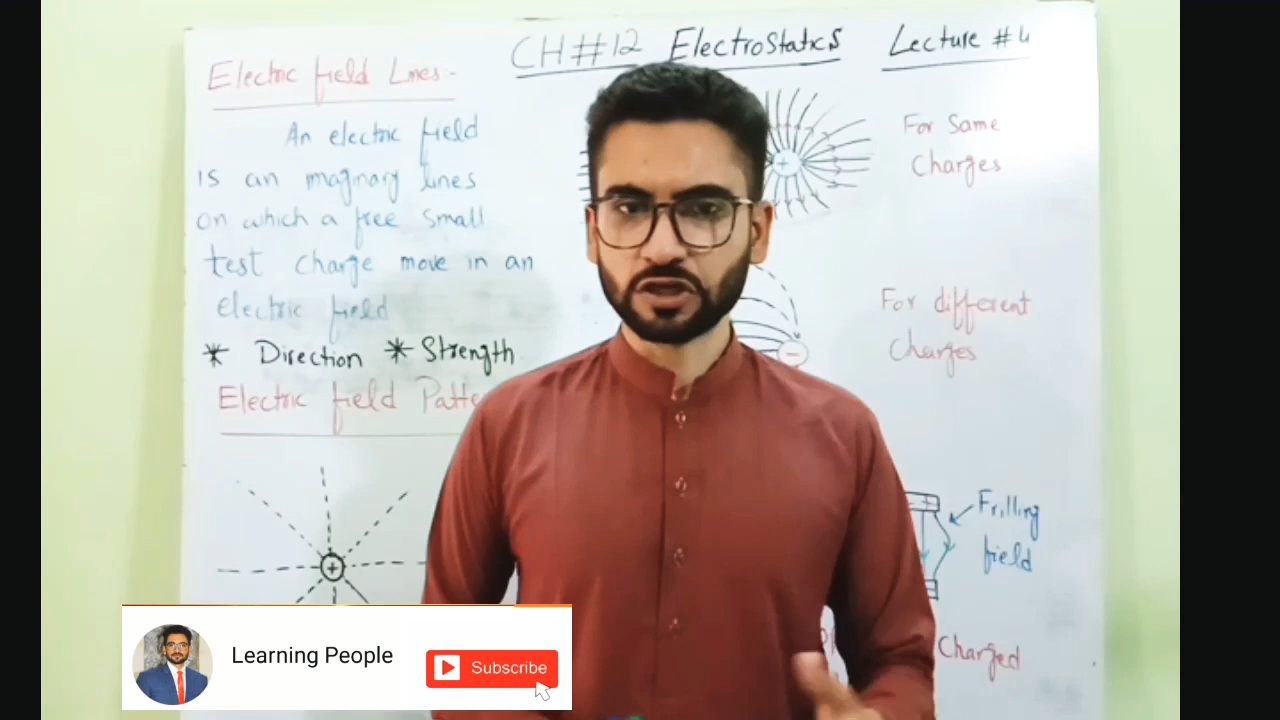 CH#12 Electrostatics Lecture #4
Electric field Lines-
An electric field
is an maginary lines
on which a free small
test charge move in an
electric field
* Direction * Strength
Electric field Patte
+
For Same
Charges
+
For different
Charges
-
Frilling
field
+
Charged
Learning People
Subscribe